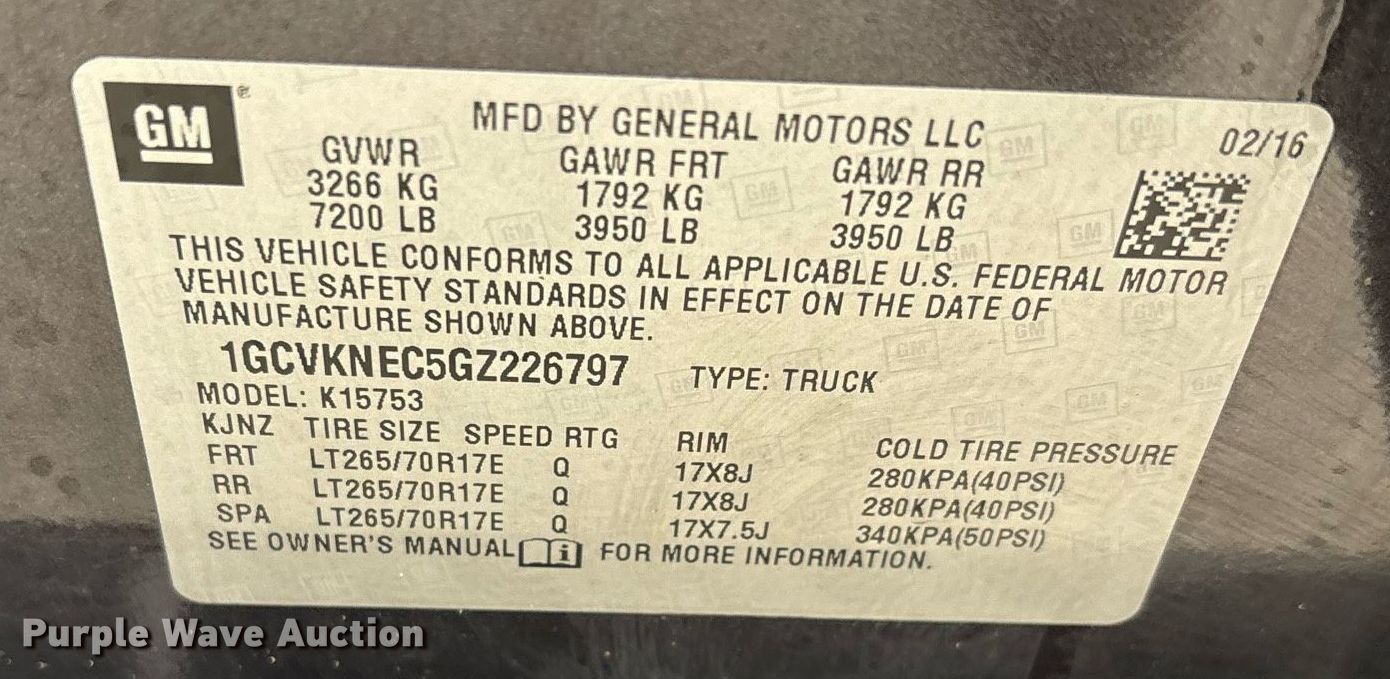 GM ®
MFD BY GENERAL MOTORS LLC
02/16
GVWR GAWR FRT GAWR RR
3266 KG 1792 KG 1792 KG
7200 LB 3950 LB 3950 LB
THIS VEHICLE CONFORMS TO ALL APPLICABLE U.S. FEDERAL MOTOR
VEHICLE SAFETY STANDARDS IN EFFECT ON THE DATE OF
MANUFACTURE SHOWN ABOVE.
1GCVKNEC5GZ226797 TYPE: TRUCK
MODEL: K15753
KJNZ TIRE SIZE SPEED RTG RIM COLD TIRE PRESSURE
FRT LT265/70R17E Q 17X8J 280KPA(40PSI)
RR LT265/70R17E Q 17X8J 280KPA(40PSI)
SPA LT265/70R17E Q 17X7.5J 340KPA(50PSI)
SEE OWNER'S MANUAL i FOR MORE INFORMATION.
Purple Wave Auction